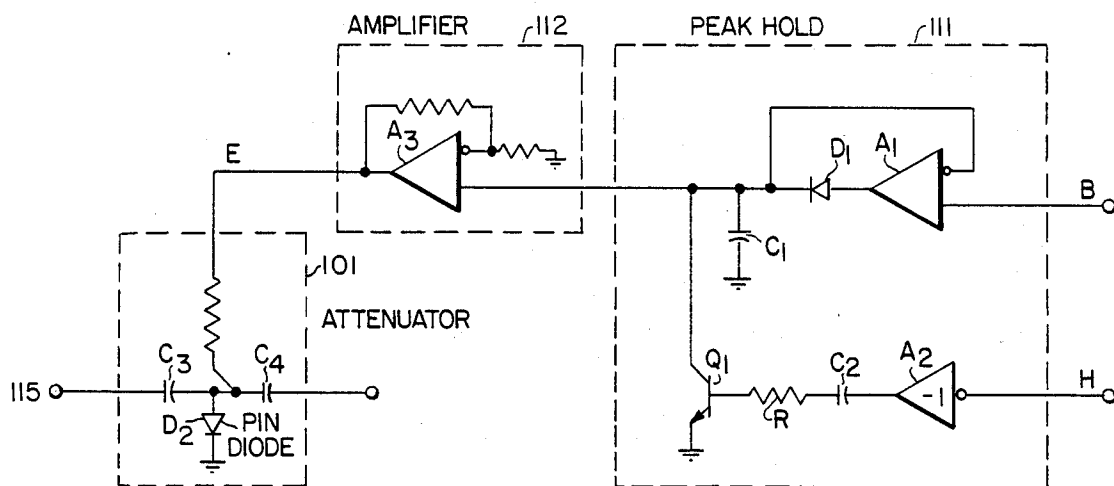 AMPLIFIER
112
PEAK HOLD
111
A3
E
D1
A1
B
C1
101
ATTENUATOR
C3
C4
115
D2
PIN
DIODE
Q1
R
C2
A2
-1
H